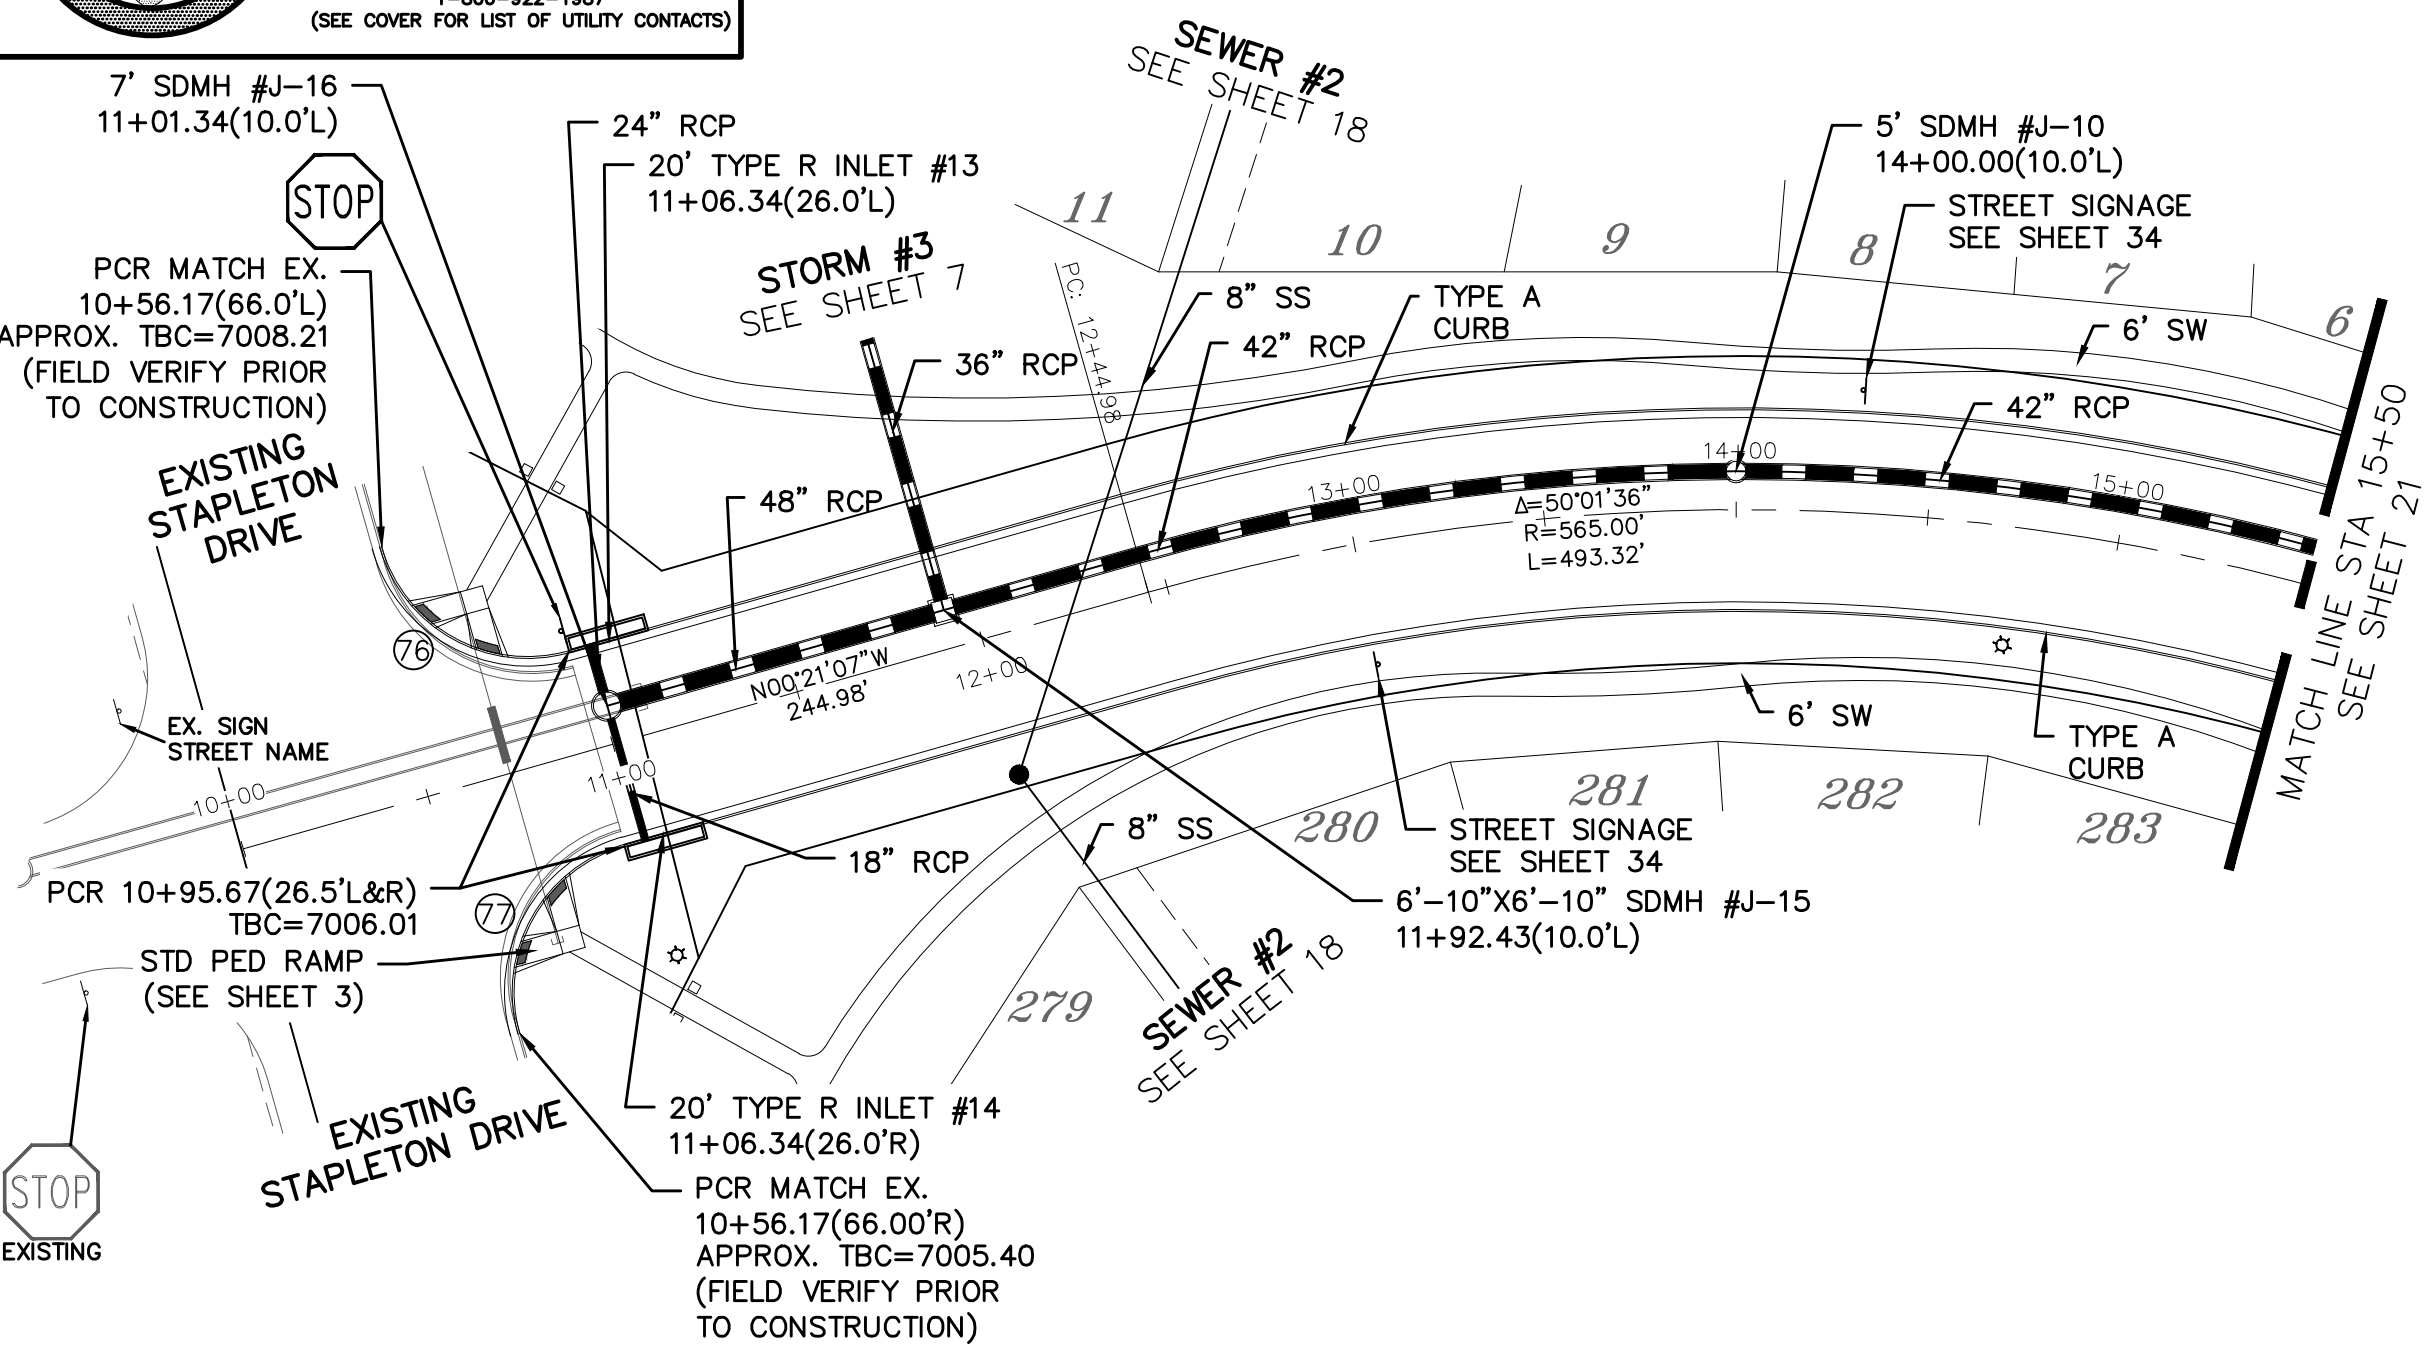 (SEE COVER FOR LIST OF UTILITY CONTACTS)
7' SDMH #J-16
11+01.34(10.0'L)
STOP
PCR MATCH EX.
10+56.17(66.0'L)
APPROX. TBC=7008.21
(FIELD VERIFY PRIOR
TO CONSTRUCTION)
EXISTING
STAPLETON
DRIVE
24" RCP
20' TYPE R INLET #13
11+06.34(26.0'L)
STORM #3
SEE SHEET 7
36" RCP
48" RCP
SEWER #2
SEE SHEET 18
11
10
9
8
7
6
PC: 12+44.98
8" SS
42" RCP
TYPE A
CURB
5' SDMH #J-10
14+00.00(10.0'L)
STREET SIGNAGE
SEE SHEET 34
6' SW
42" RCP
MATCH LINE STA 15+50
SEE SHEET 21
10+00
11+00
12+00
13+00
14+00
15+00
N00°21'07"W
244.98'
Δ=50°01'36"
R=565.00'
L=493.32'
76
77
EX. SIGN
STREET NAME
PCR 10+95.67(26.5'L&R)
TBC=7006.01
STD PED RAMP
(SEE SHEET 3)
18" RCP
8" SS
6' SW
TYPE A
CURB
STREET SIGNAGE
SEE SHEET 34
279
280
281
282
283
6'-10"X6'-10" SDMH #J-15
11+92.43(10.0'L)
SEWER #2
SEE SHEET 18
20' TYPE R INLET #14
11+06.34(26.0'R)
EXISTING
STAPLETON DRIVE
PCR MATCH EX.
10+56.17(66.00'R)
APPROX. TBC=7005.40
(FIELD VERIFY PRIOR
TO CONSTRUCTION)
STOP
EXISTING